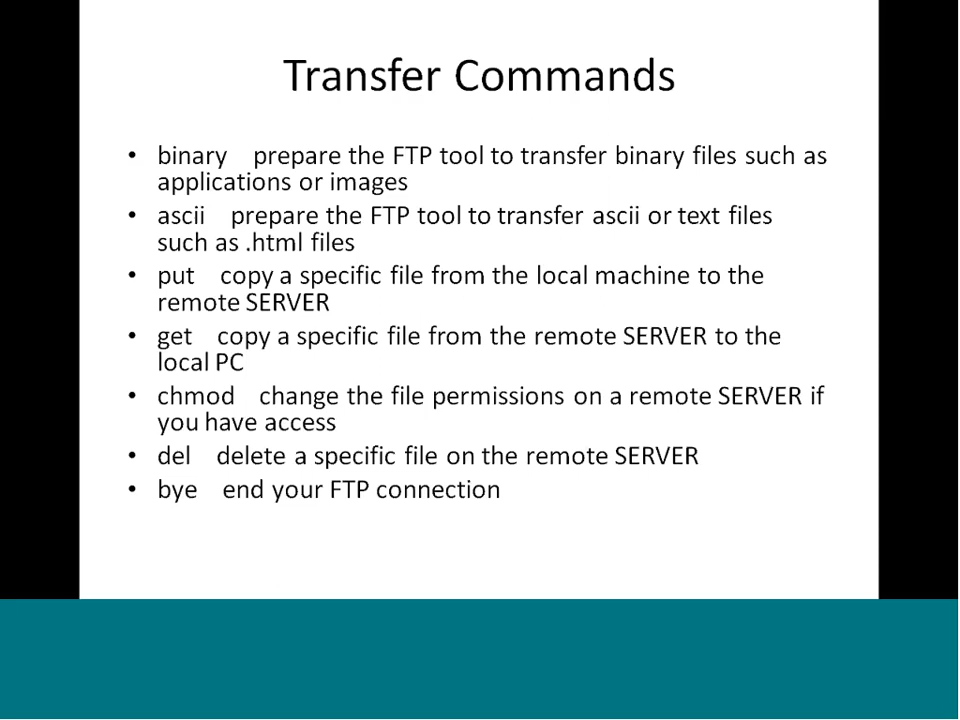 Transfer Commands
• binary prepare the FTP tool to transfer binary files such as
applications or images
• ascii prepare the FTP tool to transfer ascii or text files
such as .html files
• put copy a specific file from the local machine to the
remote SERVER
• get copy a specific file from the remote SERVER to the
local PC
• chmod change the file permissions on a remote SERVER if
you have access
• del delete a specific file on the remote SERVER
• bye end your FTP connection